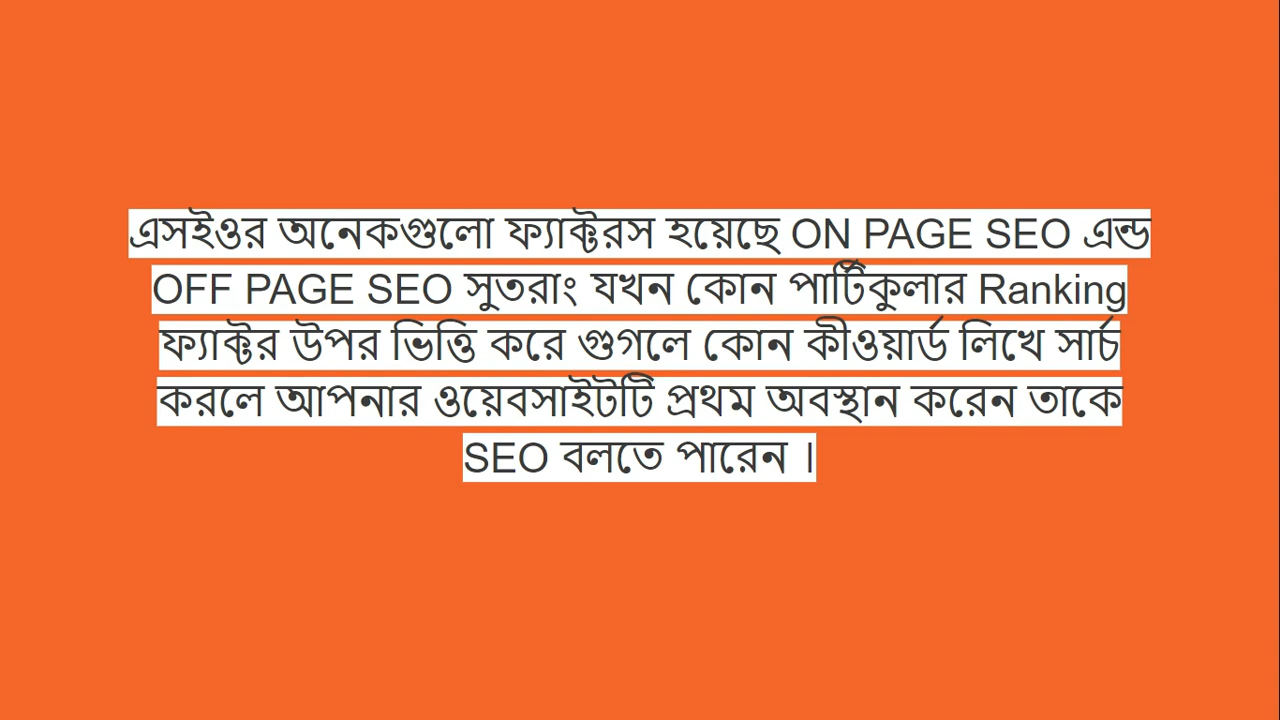 এসইওর অনেকগুলো ফ্যাক্টরস হয়েছে ON PAGE SEO এন্ড
OFF PAGE SEO সুতরাং যখন কোন পার্টিকুলার Ranking
ফ্যাক্টর উপর ভিত্তি করে গুগলে কোন কীওয়ার্ড লিখে সার্চ
করলে আপনার ওয়েবসাইটটি প্রথম অবস্থান করেন তাকে
SEO বলতে পারেন ।